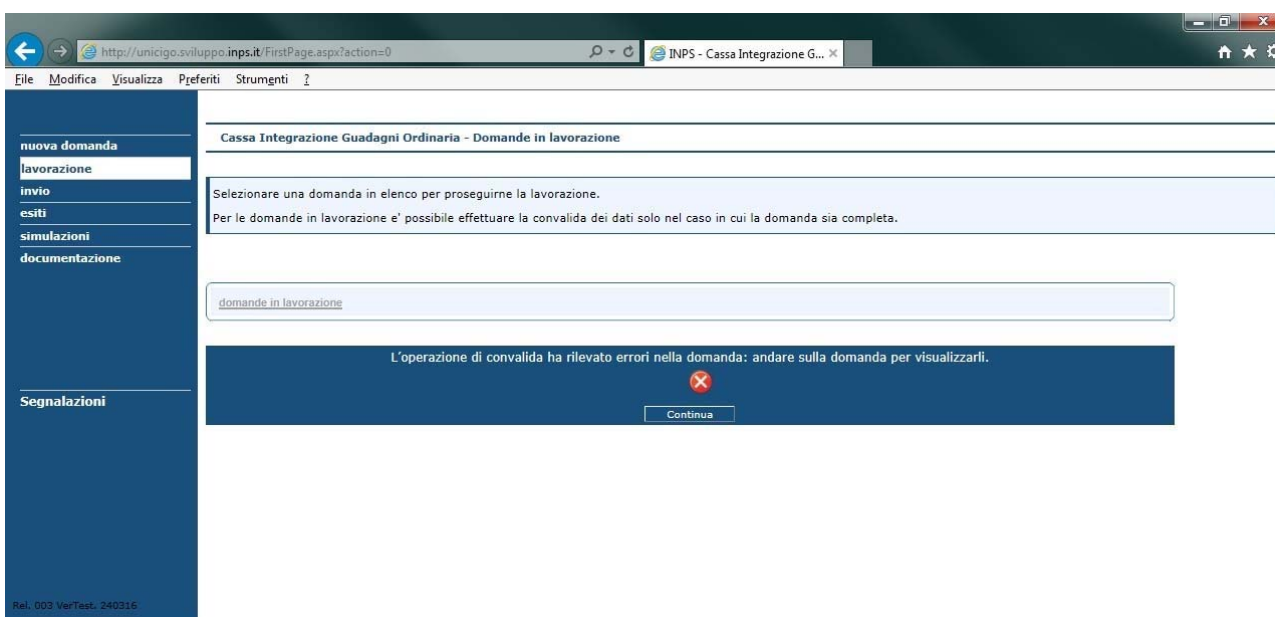 http://unicigo.sviluppo.inps.it/FirstPage.aspx?action=0
INPS - Cassa Integrazione G...
File Modifica Visualizza Preferiti Strumenti ?
nuova domanda
lavorazione
invio
esiti
simulazioni
documentazione
Segnalazioni
Rel. 003 VerTest. 240316
Cassa Integrazione Guadagni Ordinaria - Domande in lavorazione
Selezionare una domanda in elenco per proseguirne la lavorazione.
Per le domande in lavorazione e' possibile effettuare la convalida dei dati solo nel caso in cui la domanda sia completa.
domande in lavorazione
L'operazione di convalida ha rilevato errori nella domanda: andare sulla domanda per visualizzarli.
Continua